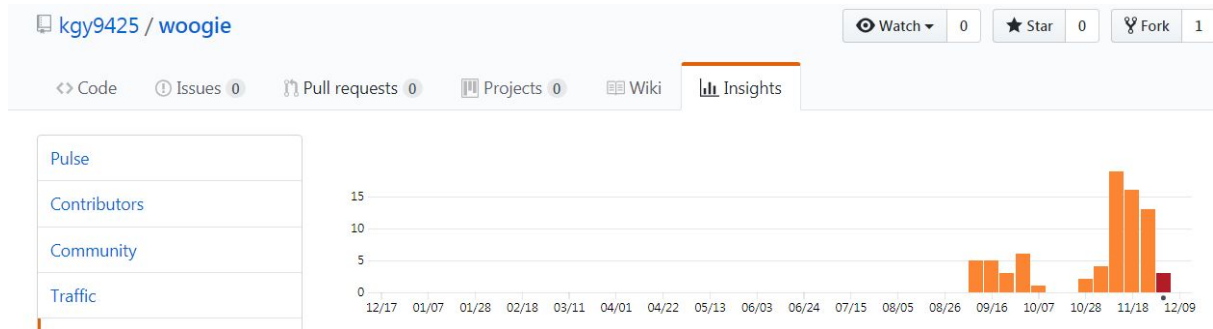 kgy9425 / woogie
Watch 0 Star 0 Fork 1
Code Issues 0 Pull requests 0 Projects 0 Wiki Insights
Pulse
Contributors
Community
Traffic
15
10
5
0
12/17 01/07 01/28 02/18 03/11 04/01 04/22 05/13 06/03 06/24 07/15 08/05 08/26 09/16 10/07 10/28 11/18 12/09